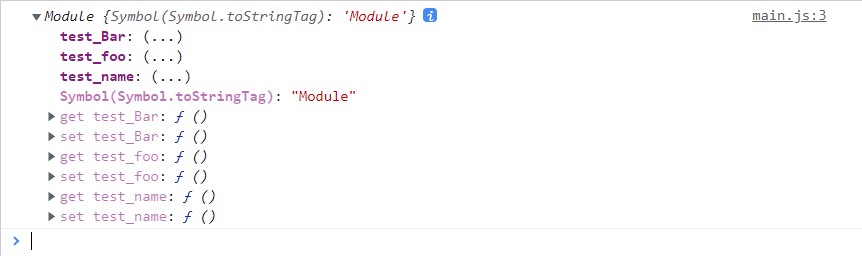 Module {Symbol(Symbol.toStringTag): 'Module'} i main.js:3
test_Bar: (...)
test_foo: (...)
test_name: (...)
Symbol(Symbol.toStringTag): "Module"
get test_Bar: ƒ ()
set test_Bar: ƒ ()
get test_foo: ƒ ()
set test_foo: ƒ ()
get test_name: ƒ ()
set test_name: ƒ ()